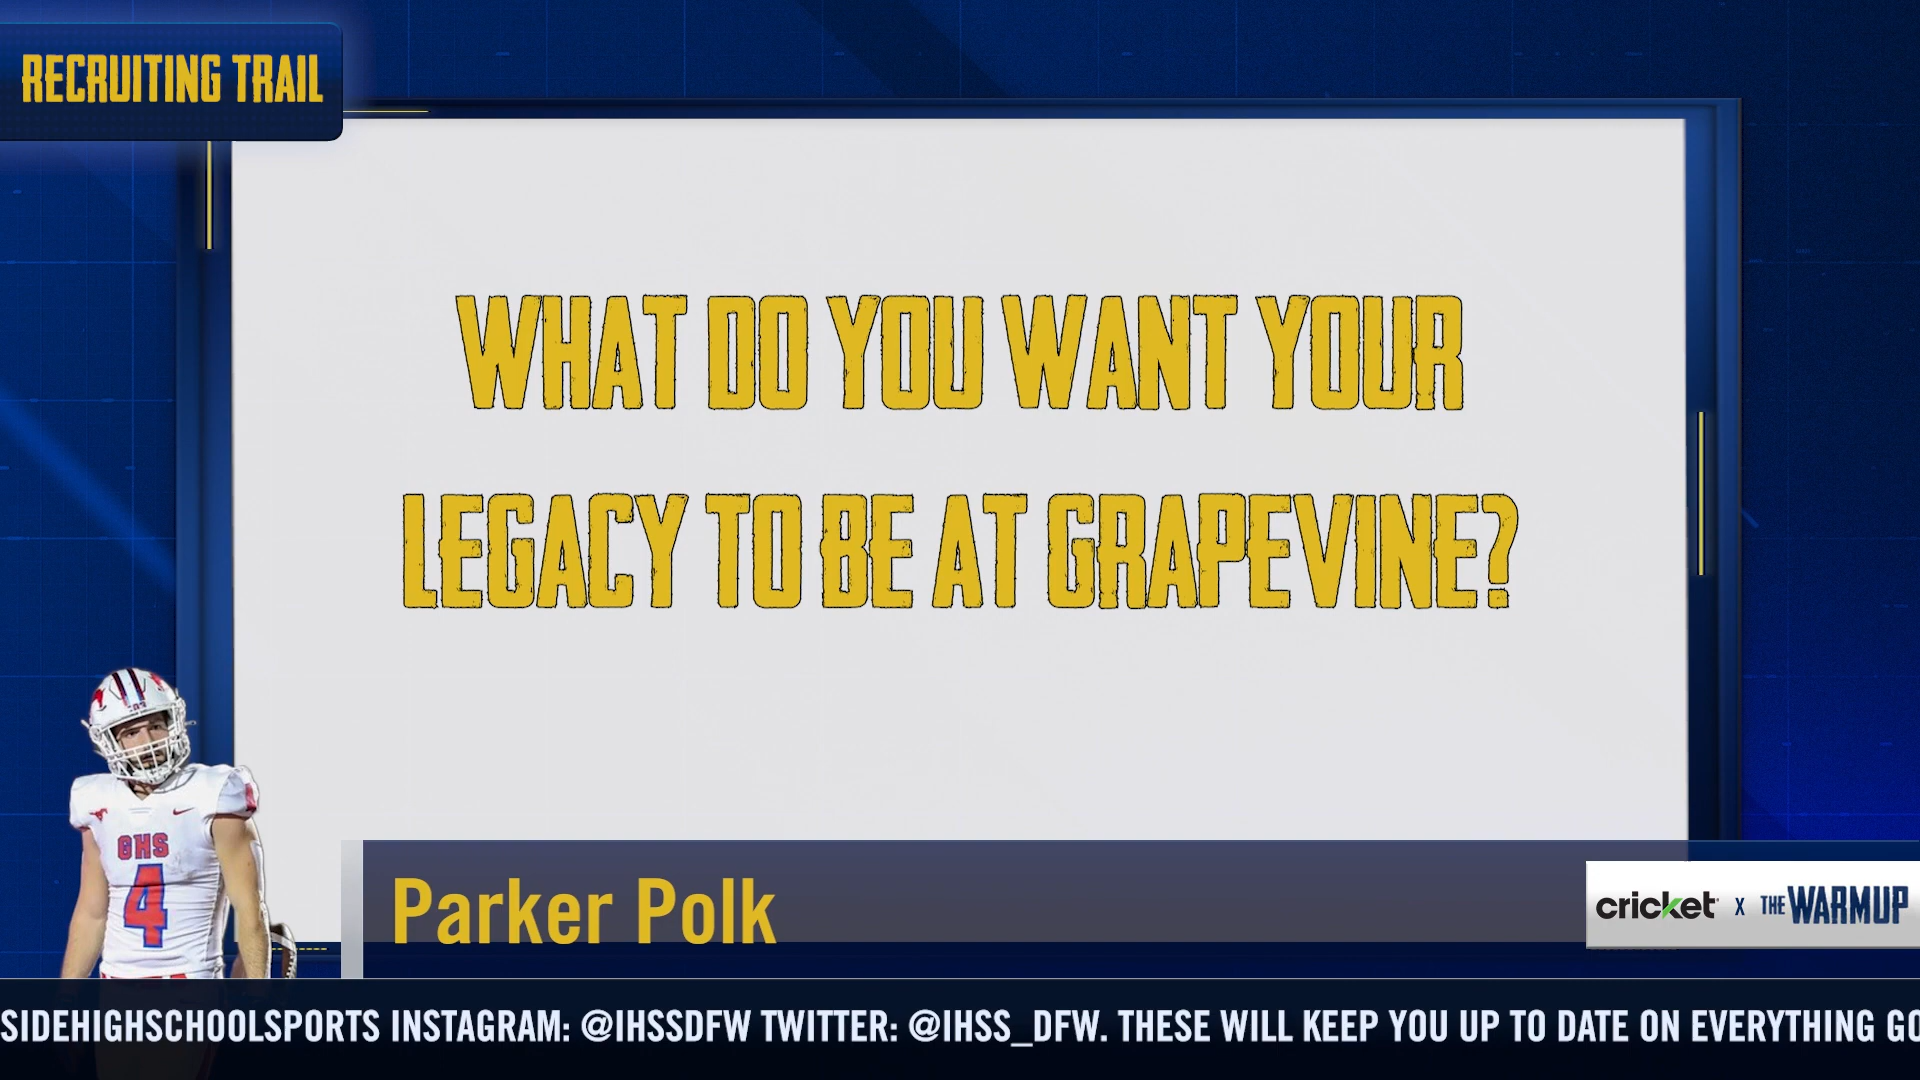 RECRUITING TRAIL
WHAT DO YOU WANT YOUR
LEGACY TO BE AT GRAPEVINE?
GHS
4
Parker Polk
cricket X THE WARMUP
SIDEHIGHSCHOOLSPORTS INSTAGRAM: @IHSSDFW TWITTER: @IHSS_DFW. THESE WILL KEEP YOU UP TO DATE ON EVERYTHING GO